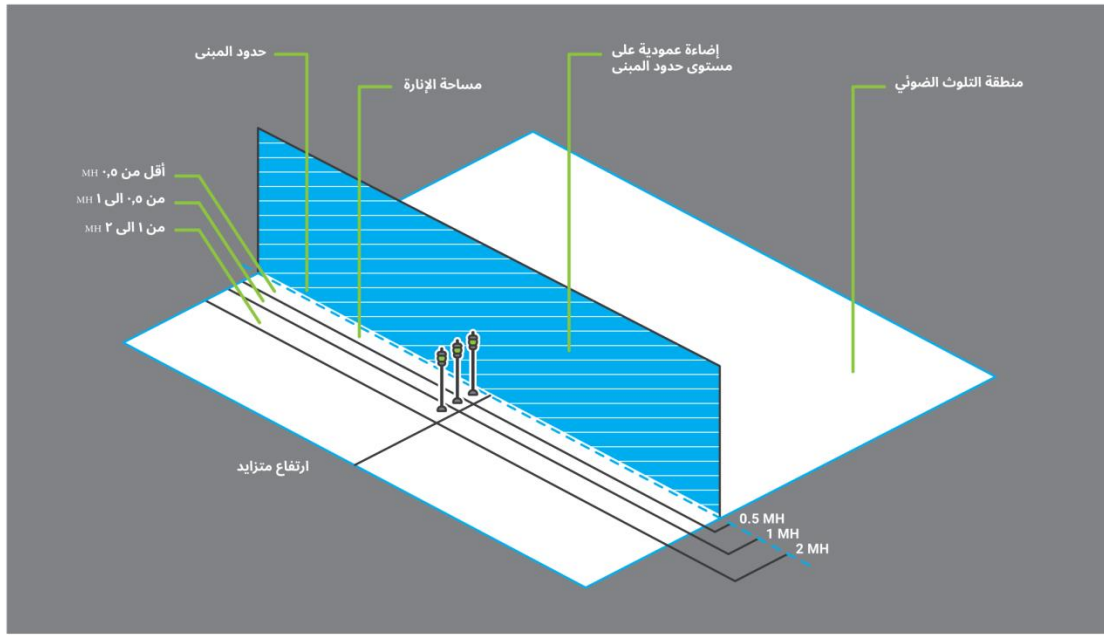 حدود المبنى
إضاءة عمودية على
مستوى حدود المبنى
مساحة الإنارة
منطقة التلوث الضوئي
أقل من ٠,٥ MH
من ٠,٥ الى ١ MH
من ١ الى ٢ MH
ارتفاع متزايد
0.5 MH
1 MH
2 MH